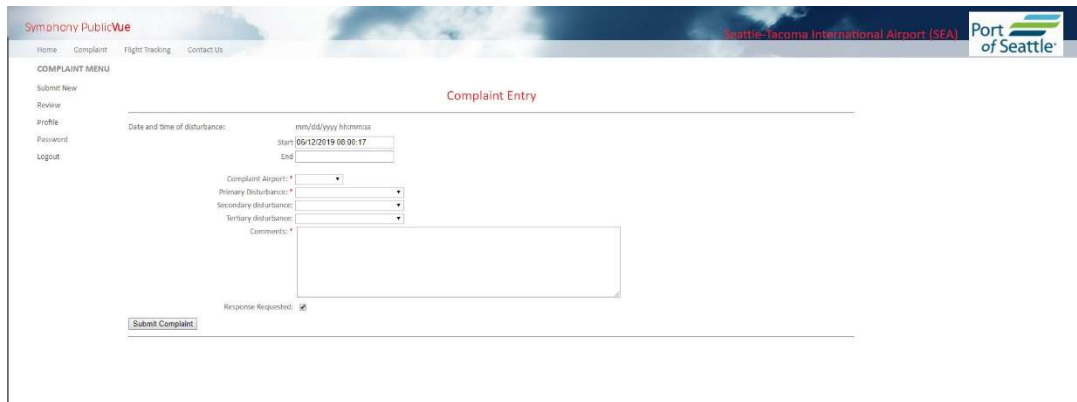 Symphony PublicVue
Seattle-Tacoma International Airport (SEA)
Port
of Seattle
Home Complaint Flight Tracking Contact Us
COMPLAINT MENU
Submit New
Review
Profile
Password
Logout
Complaint Entry
Date and time of disturbance: mm/dd/yyyy hh:mm:ss
Start 06/12/2019 08:00:17
End
Complaint Airport: *
Primary Disturbance: *
Secondary disturbance:
Tertiary disturbance:
Comments: *
Response Requested:
Submit Complaint